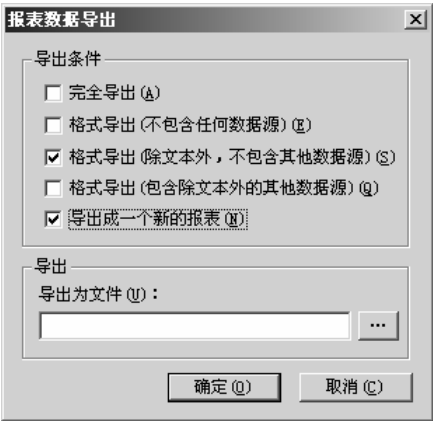 报表数据导出
导出条件
完全导出(A)
格式导出(不包含任何数据源)(E)
格式导出(除文本外，不包含其他数据源)(S)
格式导出(包含除文本外的其他数据源)(Q)
导出成一个新的报表(N)
导出
导出为文件(U)：
...
确定(O)
取消(C)